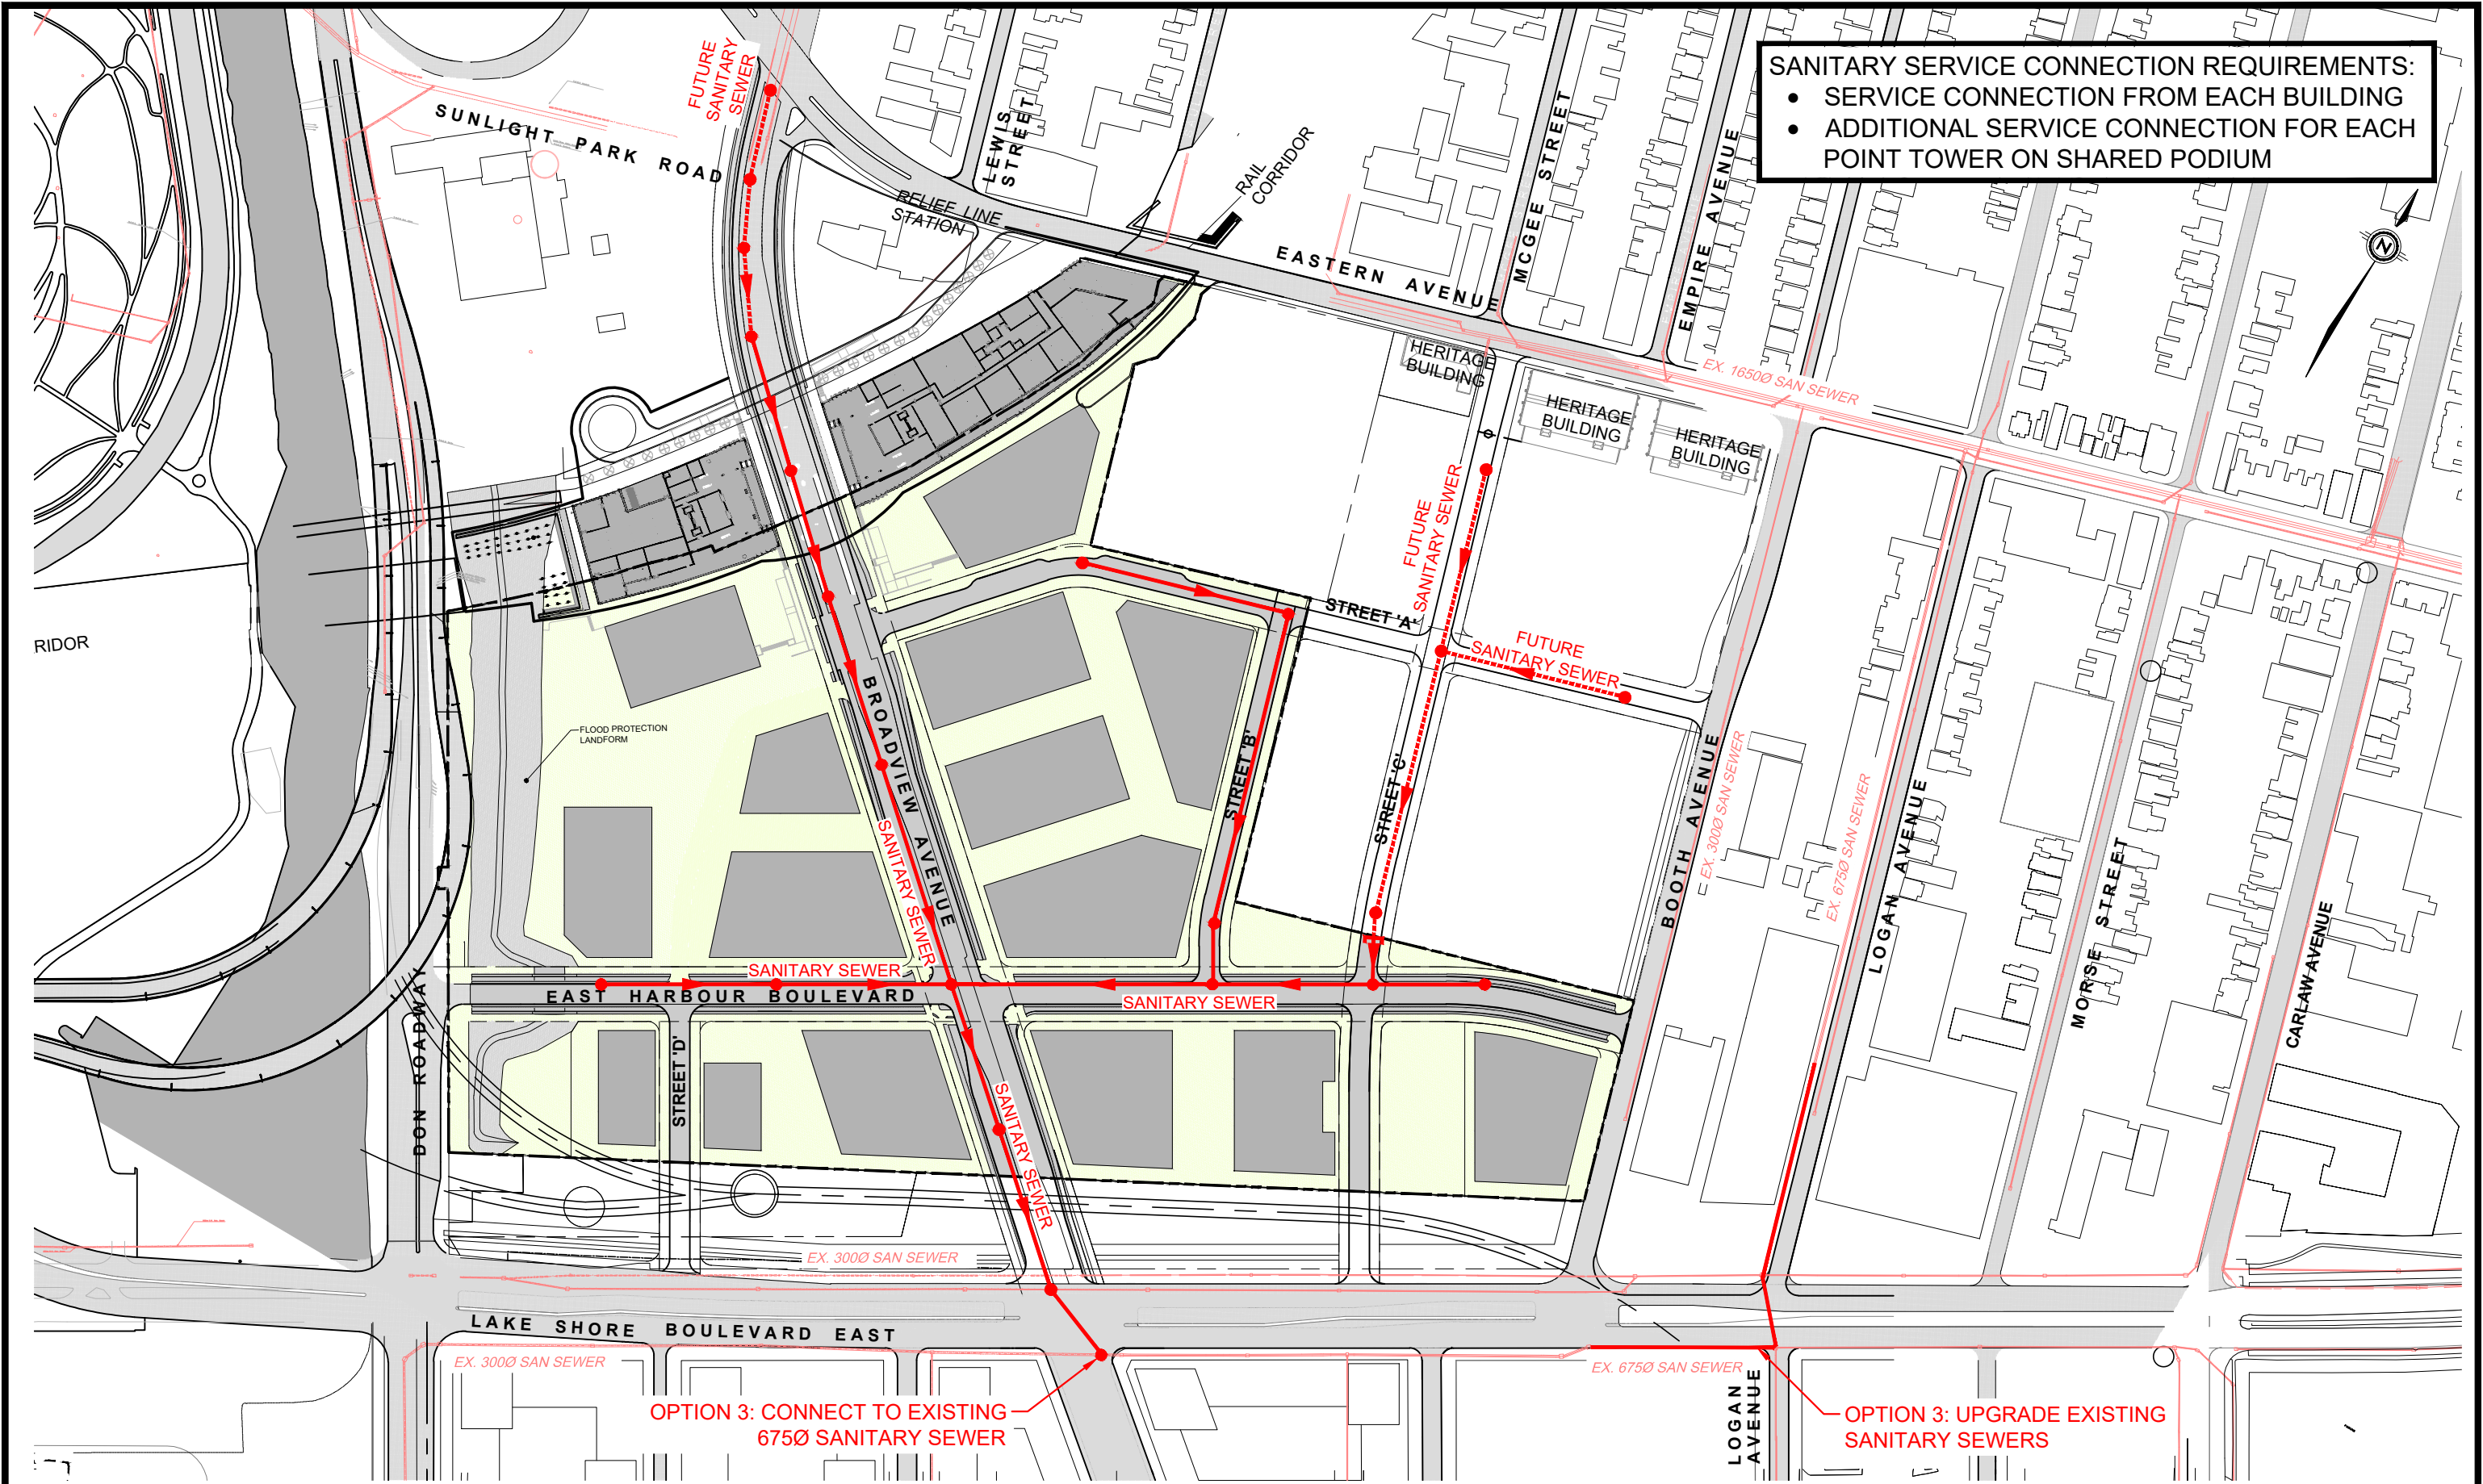 SANITARY SERVICE CONNECTION REQUIREMENTS:
• SERVICE CONNECTION FROM EACH BUILDING
• ADDITIONAL SERVICE CONNECTION FOR EACH
POINT TOWER ON SHARED PODIUM
N
FUTURE
SANITARY
SEWER
SUNLIGHT PARK ROAD
LEWIS
STREET
RELIEF LINE
STATION
RAIL
CORRIDOR
EASTERN AVENUE
MCGEE STREET
EMPIRE AVENUE
EX. 1650Ø SAN SEWER
HERITAGE
BUILDING
HERITAGE
BUILDING
HERITAGE
BUILDING
FUTURE
SANITARY SEWER
STREET 'A'
FUTURE
SANITARY SEWER
RIDOR
FLOOD PROTECTION
LANDFORM
BROADVIEW AVENUE
SANITARY SEWER
STREET 'B'
STREET 'C'
BOOTH AVENUE
EX. 300Ø SAN SEWER
EX. 675Ø SAN SEWER
LOGAN AVENUE
MORSE STREET
CARLAW AVENUE
SANITARY SEWER
EAST HARBOUR BOULEVARD
SANITARY SEWER
DON ROADWAY
STREET 'D'
SANITARY SEWER
EX. 300Ø SAN SEWER
LAKE SHORE BOULEVARD EAST
EX. 300Ø SAN SEWER
EX. 675Ø SAN SEWER
OPTION 3: CONNECT TO EXISTING
675Ø SANITARY SEWER
LOGAN
AVENUE
OPTION 3: UPGRADE EXISTING
SANITARY SEWERS